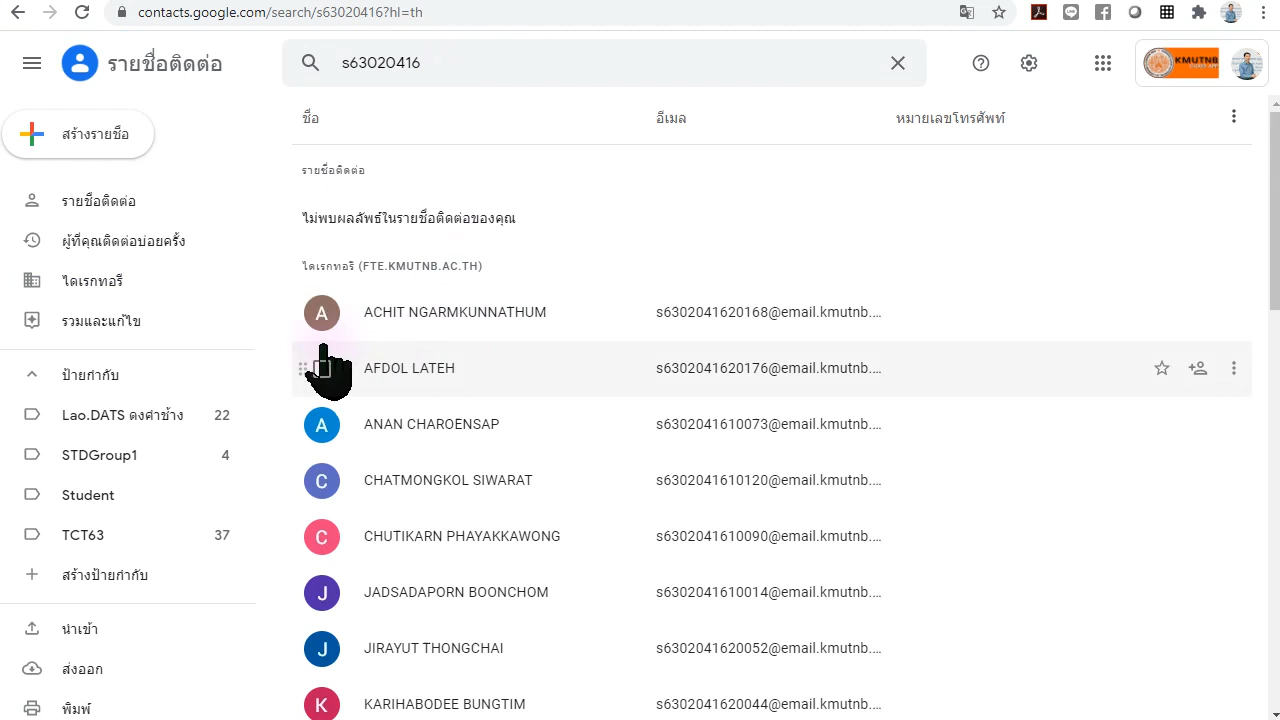 contacts.google.com/search/s63020416?hl=th
รายชื่อติดต่อ
s63020416
KMUTNB
สร้างรายชื่อ
ชื่อ อีเมล หมายเลขโทรศัพท์
รายชื่อติดต่อ
ไม่พบผลลัพธ์ในรายชื่อติดต่อของคุณ
ไดเรกทอรี (FTE.KMUTNB.AC.TH)
A ACHIT NGARMKUNNATHUM s6302041620168@email.kmutnb....
AFDOL LATEH s6302041620176@email.kmutnb....
A ANAN CHAROENSAP s6302041610073@email.kmutnb....
C CHATMONGKOL SIWARAT s6302041610120@email.kmutnb....
C CHUTIKARN PHAYAKKAWONG s6302041610090@email.kmutnb....
J JADSADAPORN BOONCHOM s6302041610014@email.kmutnb....
J JIRAYUT THONGCHAI s6302041620052@email.kmutnb....
K KARIHABODEE BUNGTIM s6302041620044@email.kmutnb....
รายชื่อติดต่อ
ผู้ที่คุณติดต่อบ่อยครั้ง
ไดเรกทอรี
รวมและแก้ไข
ป้ายกำกับ
Lao.DATS ดงคำช้าง 22
STDGroup1 4
Student
TCT63 37
สร้างป้ายกำกับ
นำเข้า
ส่งออก
พิมพ์